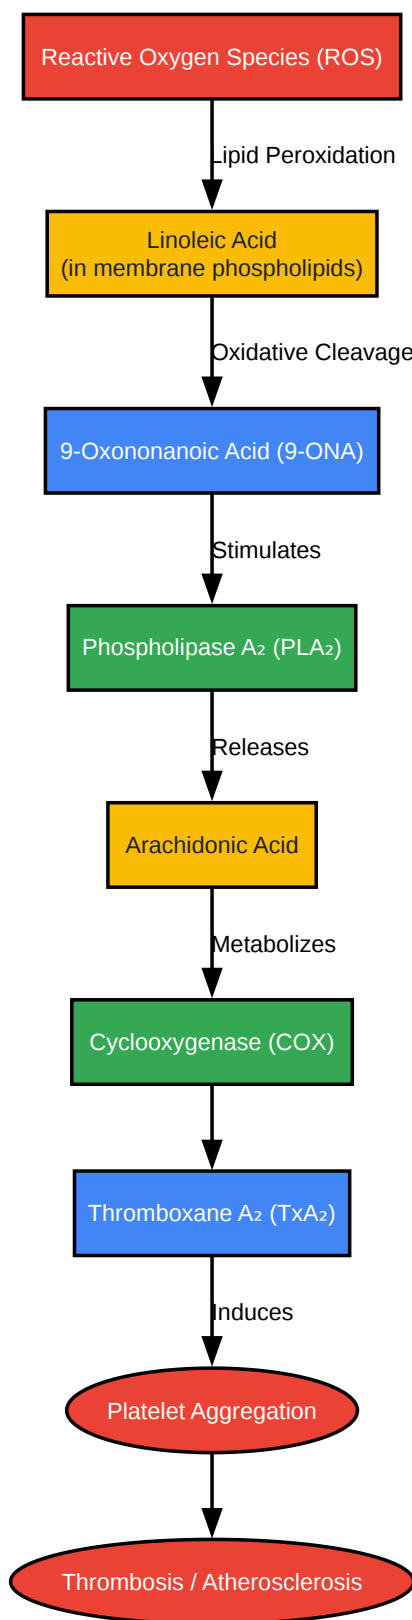 Reactive Oxygen Species (ROS)
Lipid Peroxidation
Linoleic Acid
(in membrane phospholipids)
Oxidative Cleavage
9-Oxononanoic Acid (9-ONA)
Stimulates
Phospholipase A₂ (PLA₂)
Releases
Arachidonic Acid
Metabolizes
Cyclooxygenase (COX)
Thromboxane A₂ (TxA₂)
Induces
Platelet Aggregation
Thrombosis / Atherosclerosis